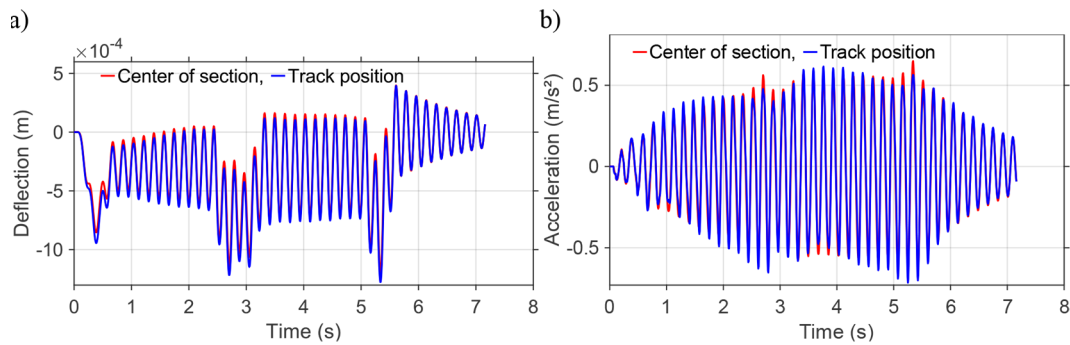 a)
×10⁻⁴
Center of section, Track position
5
0
-5
-10
Deflection (m)
0 1 2 3 4 5 6 7 8
Time (s)
b)
Center of section, Track position
0.5
0
-0.5
Acceleration (m/s²)
0 1 2 3 4 5 6 7 8
Time (s)